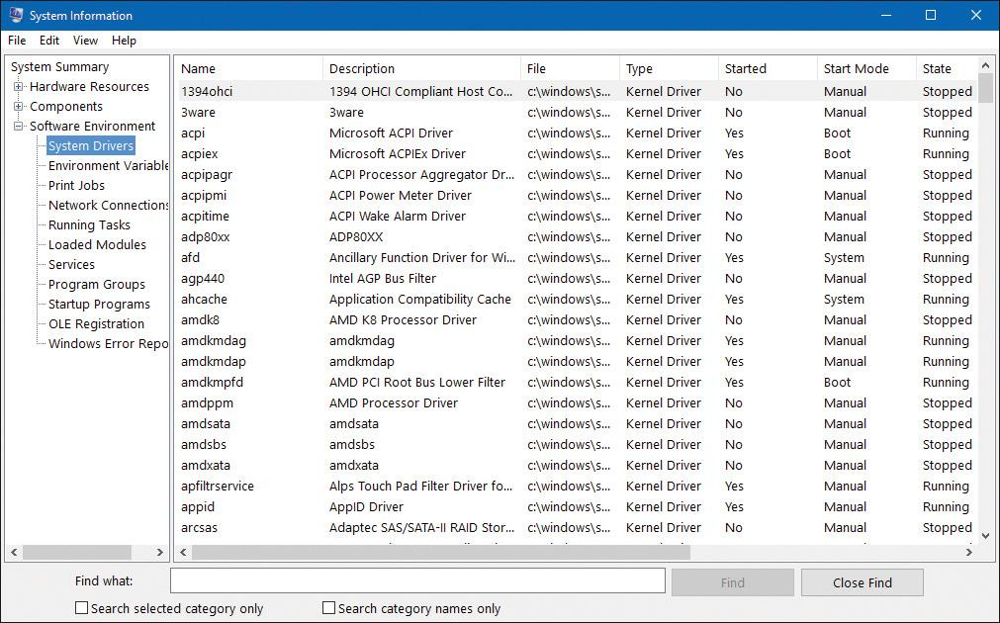 System Information
File Edit View Help
System Summary
Hardware Resources
Components
Software Environment
System Drivers
Environment Variable
Print Jobs
Network Connections
Running Tasks
Loaded Modules
Services
Program Groups
Startup Programs
OLE Registration
Windows Error Repo
Name Description File Type Started Start Mode State
1394ohci 1394 OHCI Compliant Host Co... c:\windows\s... Kernel Driver No Manual Stopped
3ware 3ware c:\windows\s... Kernel Driver No Manual Stopped
acpi Microsoft ACPI Driver c:\windows\s... Kernel Driver Yes Boot Running
acpiex Microsoft ACPIEx Driver c:\windows\s... Kernel Driver Yes Boot Running
acpipagr ACPI Processor Aggregator Dr... c:\windows\s... Kernel Driver No Manual Stopped
acpipmi ACPI Power Meter Driver c:\windows\s... Kernel Driver No Manual Stopped
acpitime ACPI Wake Alarm Driver c:\windows\s... Kernel Driver No Manual Stopped
adp80xx ADP80XX c:\windows\s... Kernel Driver No Manual Stopped
afd Ancillary Function Driver for Wi... c:\windows\s... Kernel Driver Yes System Running
agp440 Intel AGP Bus Filter c:\windows\s... Kernel Driver No Manual Stopped
ahcache Application Compatibility Cache c:\windows\s... Kernel Driver Yes System Running
amdk8 AMD K8 Processor Driver c:\windows\s... Kernel Driver No Manual Stopped
amdkmdag amdkmdag c:\windows\s... Kernel Driver Yes Manual Running
amdkmdap amdkmdap c:\windows\s... Kernel Driver Yes Manual Running
amdkmpfd AMD PCI Root Bus Lower Filter c:\windows\s... Kernel Driver Yes Boot Running
amdppm AMD Processor Driver c:\windows\s... Kernel Driver No Manual Stopped
amdsata amdsata c:\windows\s... Kernel Driver No Manual Stopped
amdsbs amdsbs c:\windows\s... Kernel Driver No Manual Stopped
amdxata amdxata c:\windows\s... Kernel Driver No Manual Stopped
apfiltrservice Alps Touch Pad Filter Driver fo... c:\windows\s... Kernel Driver Yes Manual Running
appid AppID Driver c:\windows\s... Kernel Driver Yes Manual Running
arcsas Adaptec SAS/SATA-II RAID Stor... c:\windows\s... Kernel Driver No Manual Stopped
Find what: Find Close Find
Search selected category only Search category names only